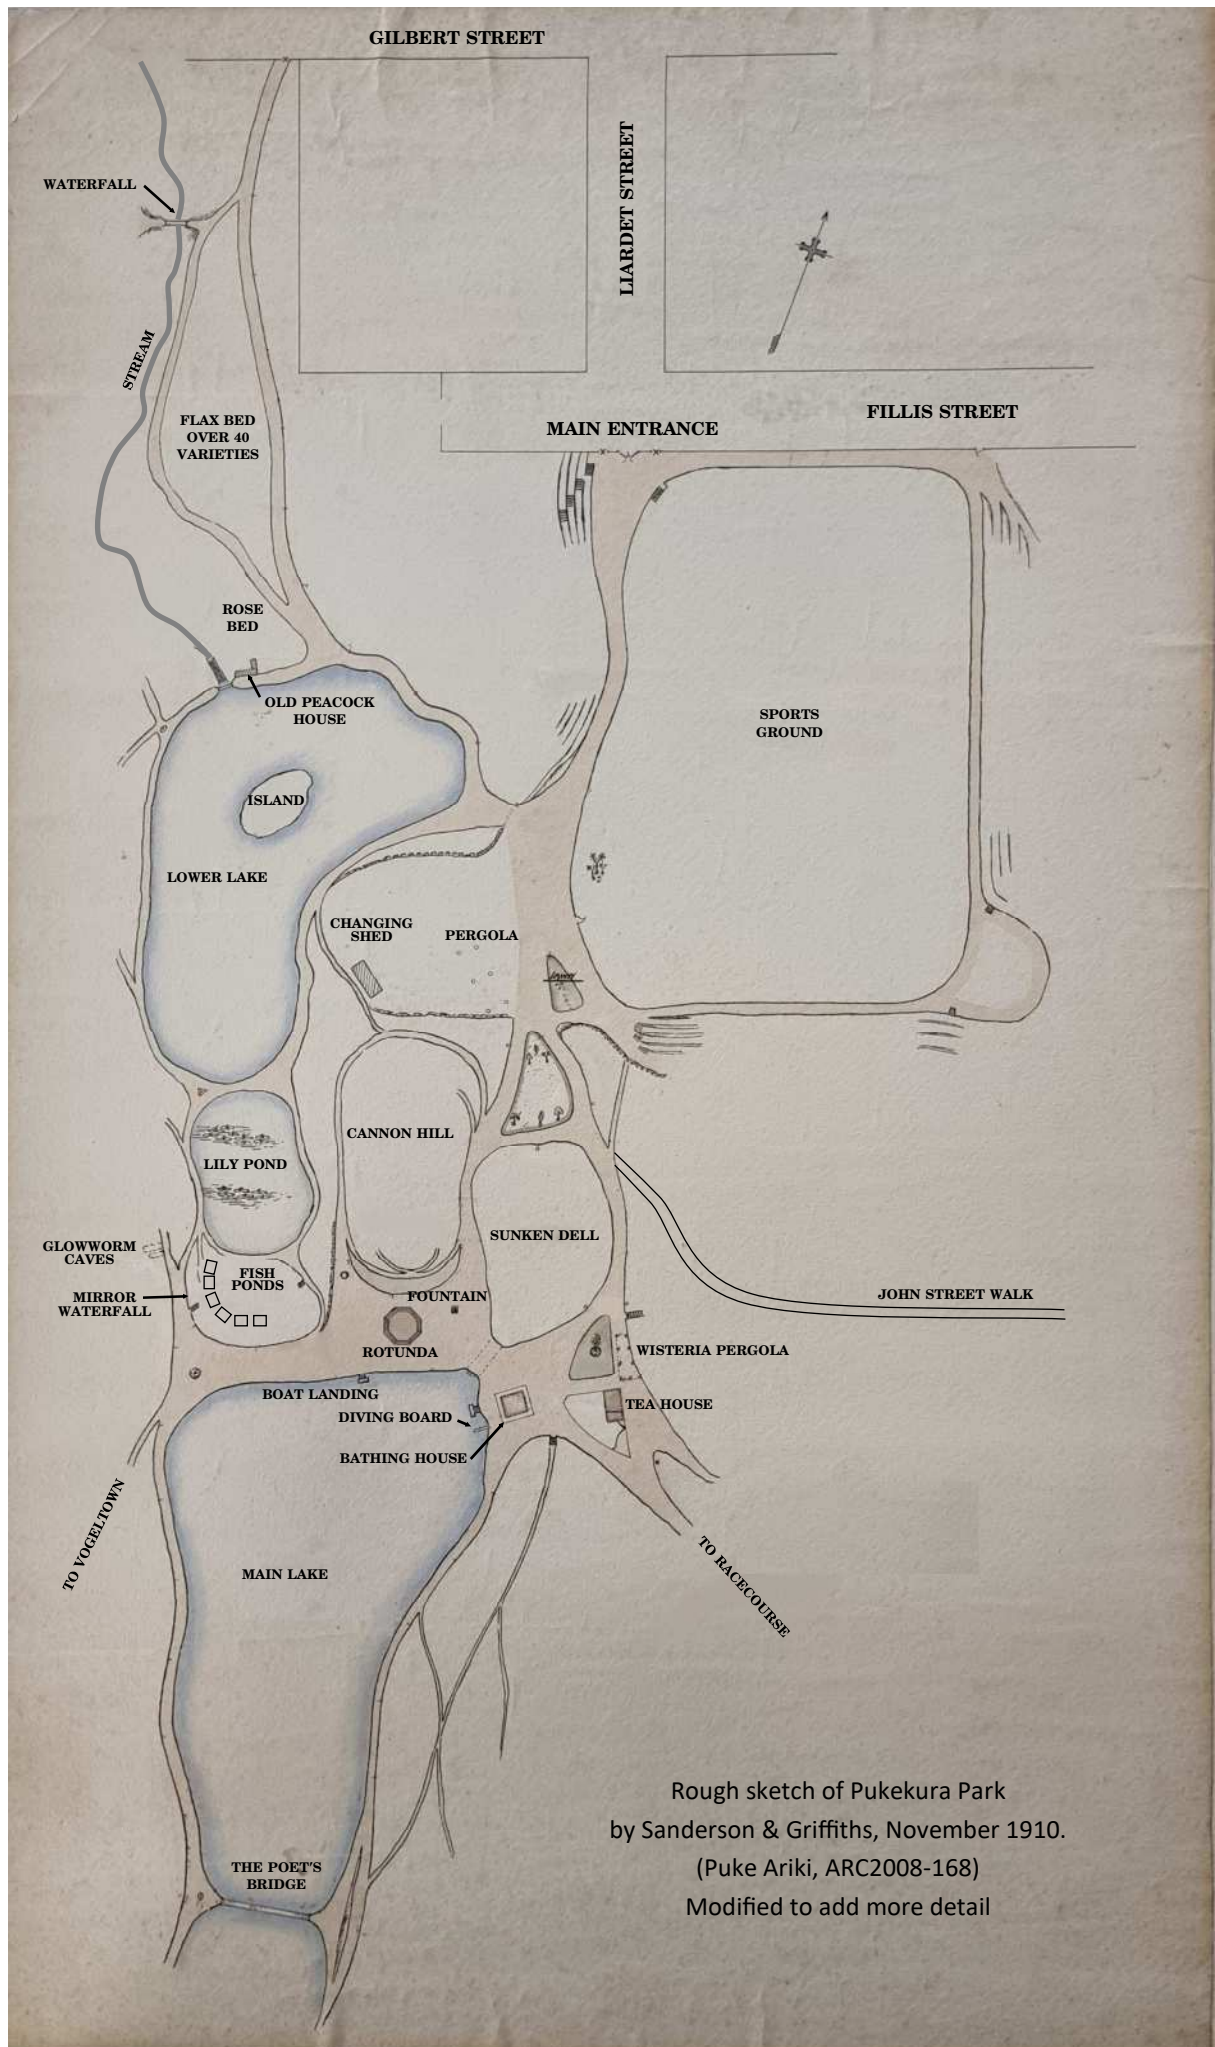 GILBERT STREET
LIARDET STREET
WATERFALL
STREAM
FLAX BED
OVER 40
VARIETIES
FILLIS STREET
MAIN ENTRANCE
ROSE
BED
OLD PEACOCK
HOUSE
SPORTS
GROUND
ISLAND
LOWER LAKE
CHANGING
SHED
PERGOLA
CANNON HILL
LILY POND
SUNKEN DELL
GLOWWORM
CAVES
FISH
PONDS
MIRROR
WATERFALL
FOUNTAIN
JOHN STREET WALK
ROTUNDA
WISTERIA PERGOLA
BOAT LANDING
TEA HOUSE
DIVING BOARD
BATHING HOUSE
TO VOGELTOWN
TO RACECOURSE
MAIN LAKE
THE POET'S
BRIDGE
Rough sketch of Pukekura Park
by Sanderson & Griffiths, November 1910.
(Puke Ariki, ARC2008-168)
Modified to add more detail